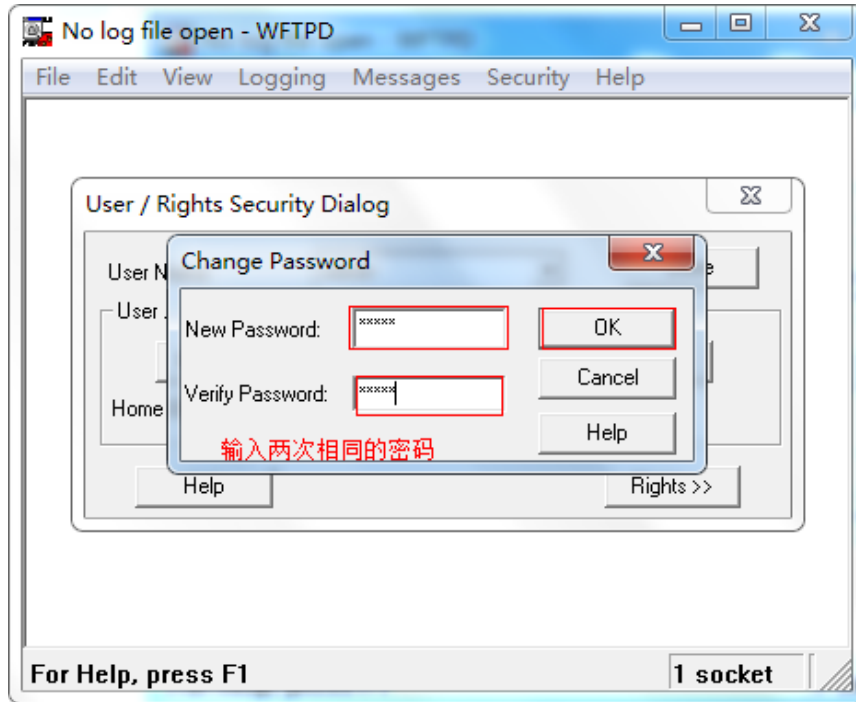 No log file open - WFTPD
File Edit View Logging Messages Security Help
User / Rights Security Dialog
Change Password
User
User
New Password: *****
OK
Verify Password: *****
Cancel
Home
Help
输入两次相同的密码
Help
Rights >>
For Help, press F1
1 socket